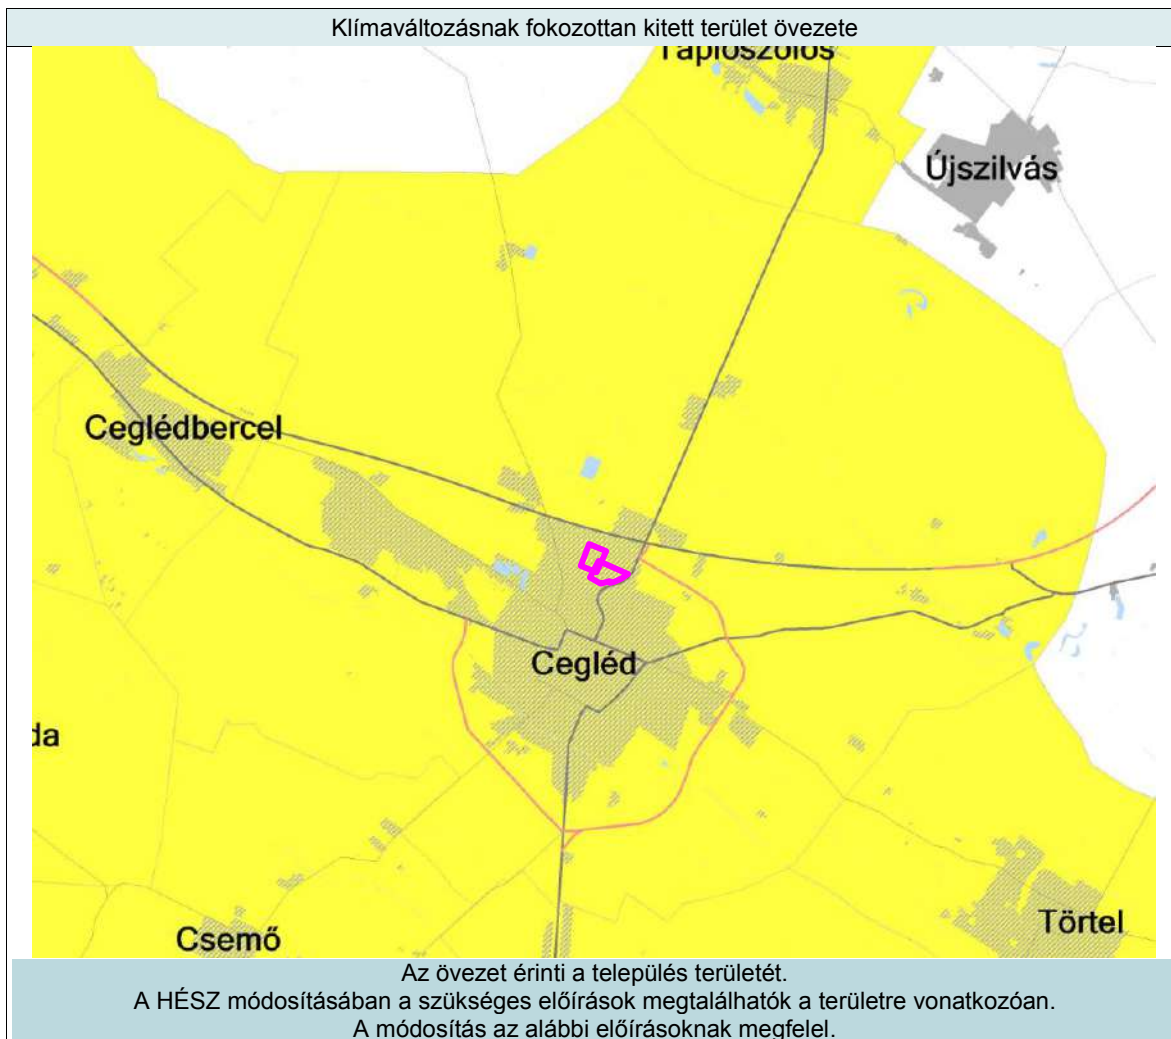 Klímaváltozásnak fokozottan kitett terület övezete
Tápiószőlős
Újszilvás
Ceglédbercel
Cegléd
da
Törtel
Csemő
Az övezet érinti a település területét.
A HÉSZ módosításában a szükséges előírások megtalálhatók a területre vonatkozóan.
A módosítás az alábbi előírásoknak megfelel.